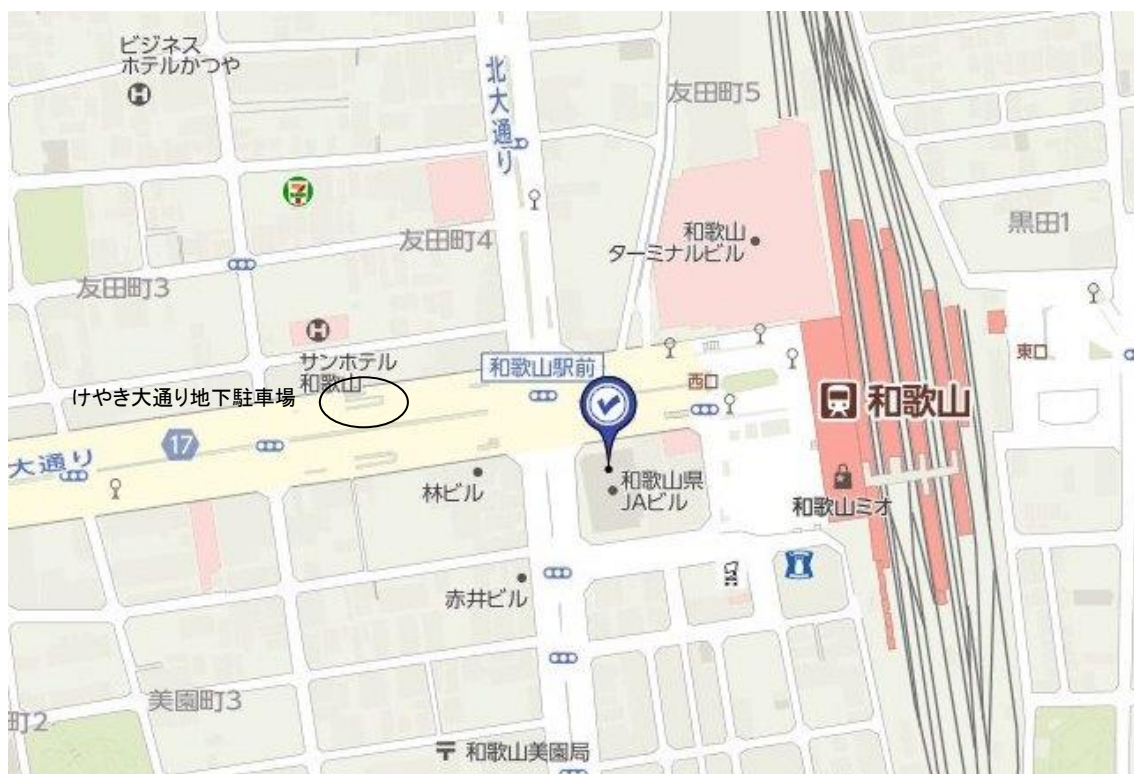 ビジネス
ホテルかつや
H
北大通り
友田町5
7
友田町4
和歌山
ターミナルビル
黒田1
友田町3
H
サンホテル
和歌山
和歌山駅前
西口
東口
けやき大通り地下駐車場
和歌山
17
大通り
林ビル
和歌山県
JAビル
和歌山ミオ
赤井ビル
美園町3
町2
〒 和歌山美園局